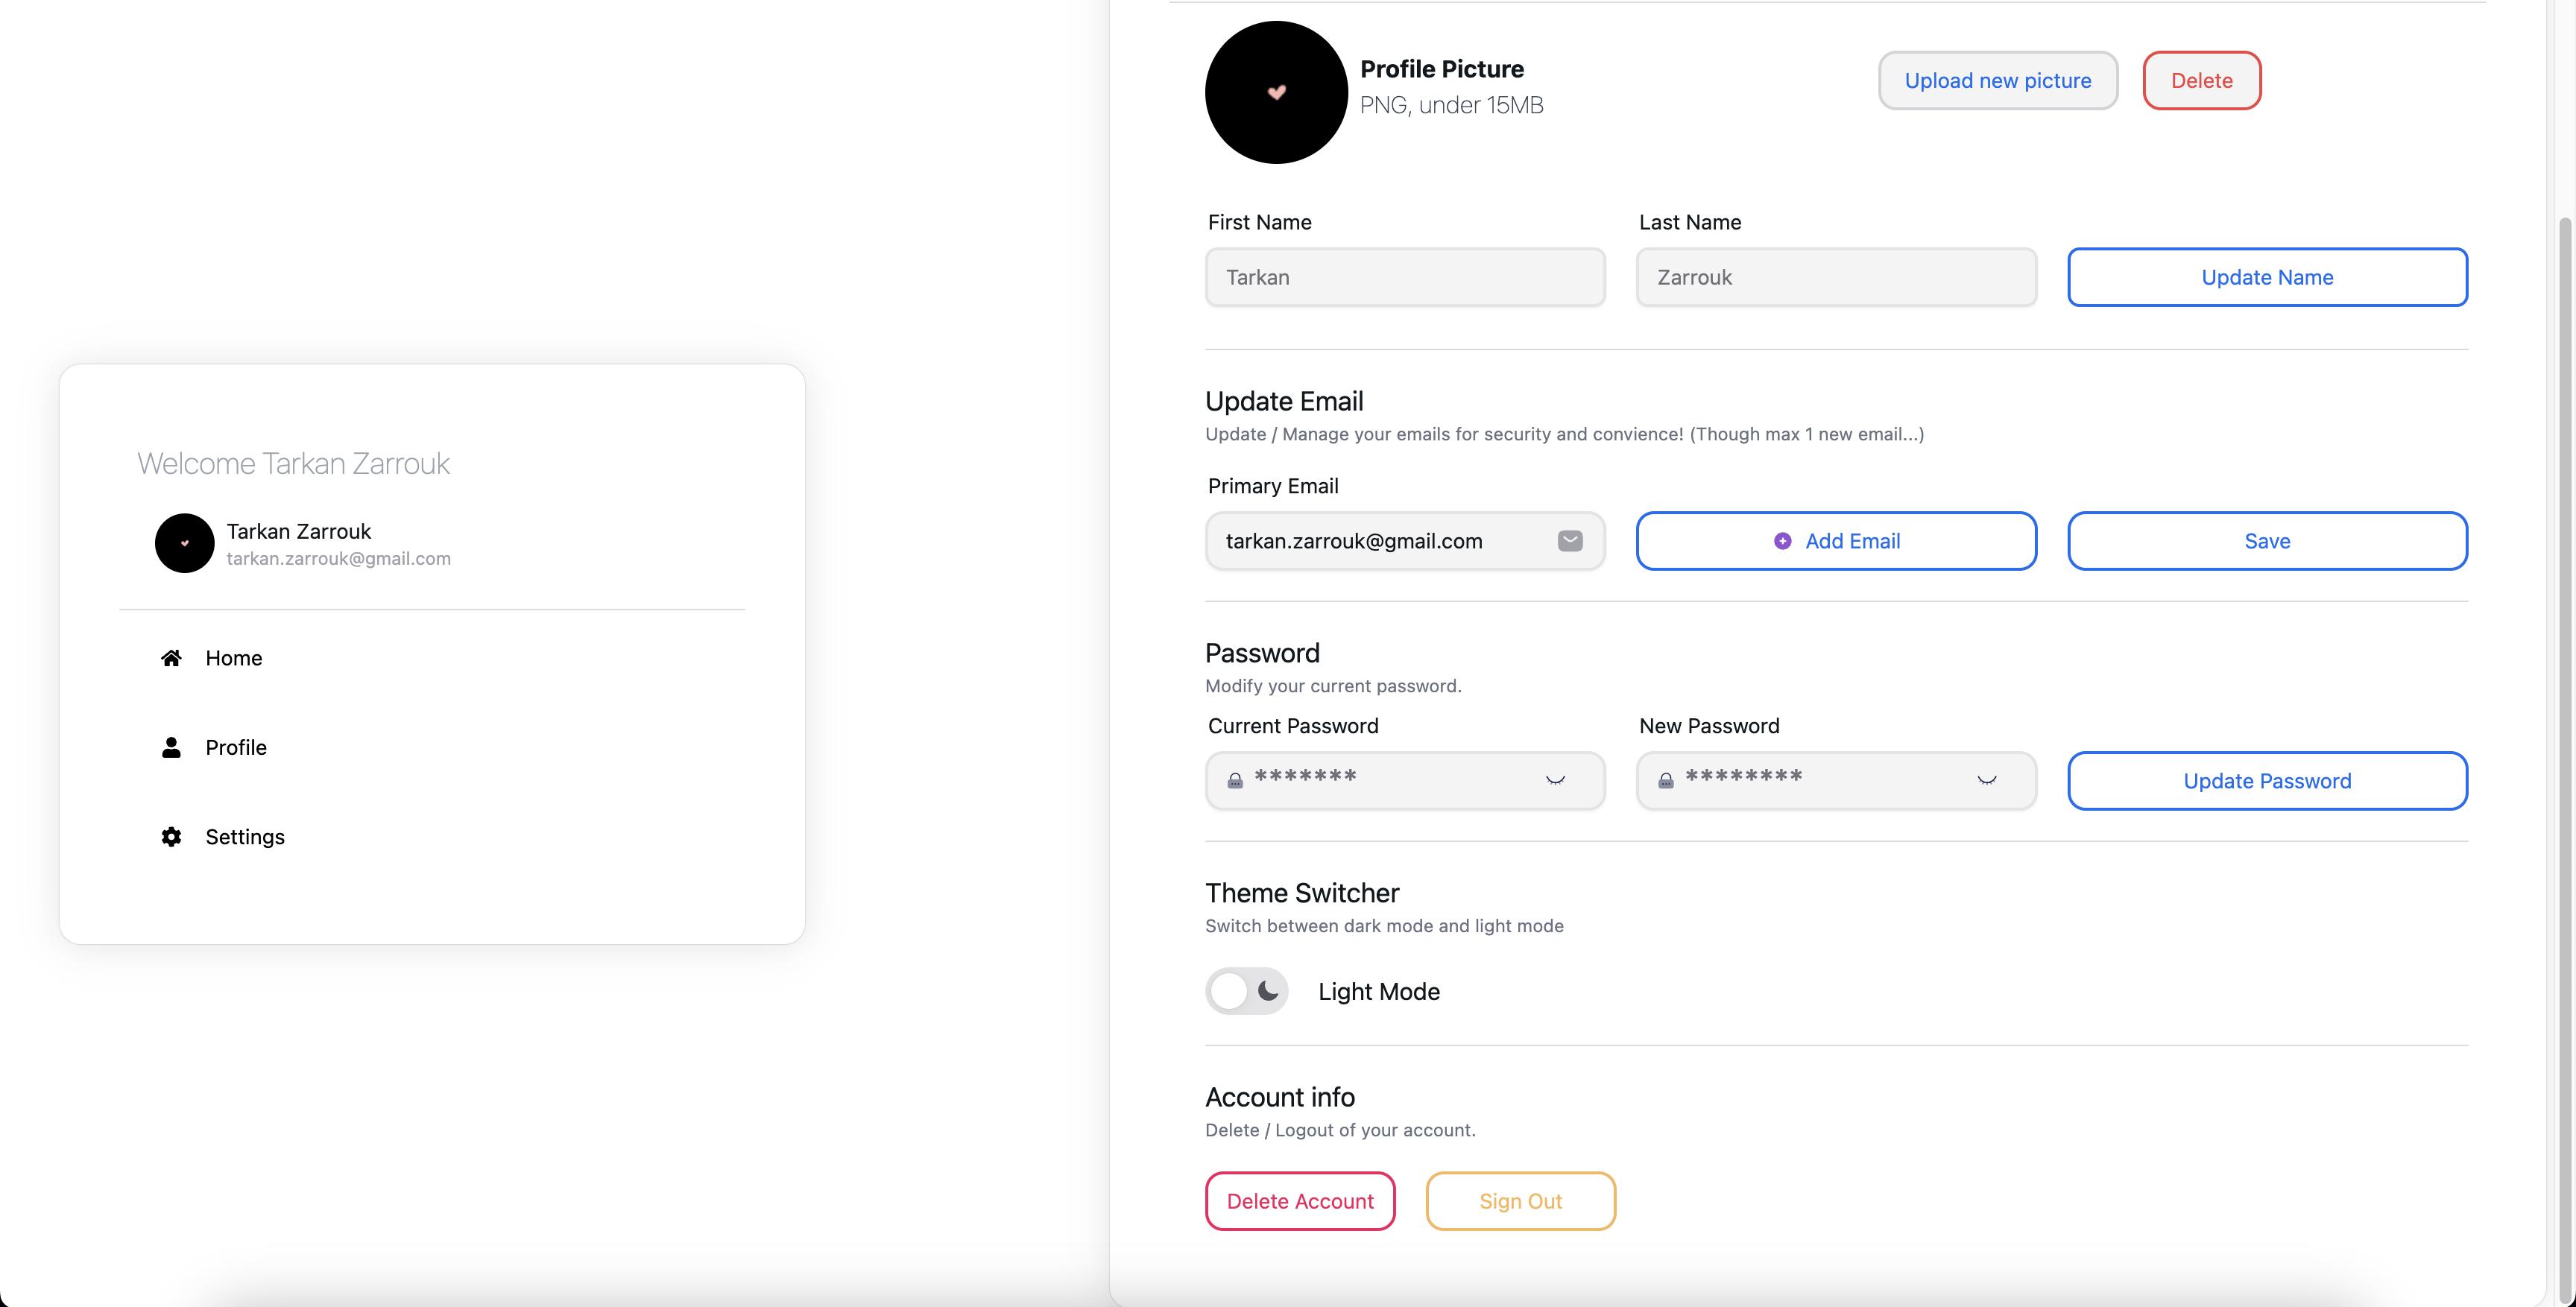 Welcome Tarkan Zarrouk
Tarkan Zarrouk
tarkan.zarrouk@gmail.com
Home
Profile
Settings
Profile Picture
PNG, under 15MB
Upload new picture
Delete
First Name
Last Name
Tarkan
Zarrouk
Update Name
Update Email
Update / Manage your emails for security and convience! (Though max 1 new email...)
Primary Email
tarkan.zarrouk@gmail.com
Add Email
Save
Password
Modify your current password.
Current Password
New Password
*******
********
Update Password
Theme Switcher
Switch between dark mode and light mode
Light Mode
Account info
Delete / Logout of your account.
Delete Account
Sign Out